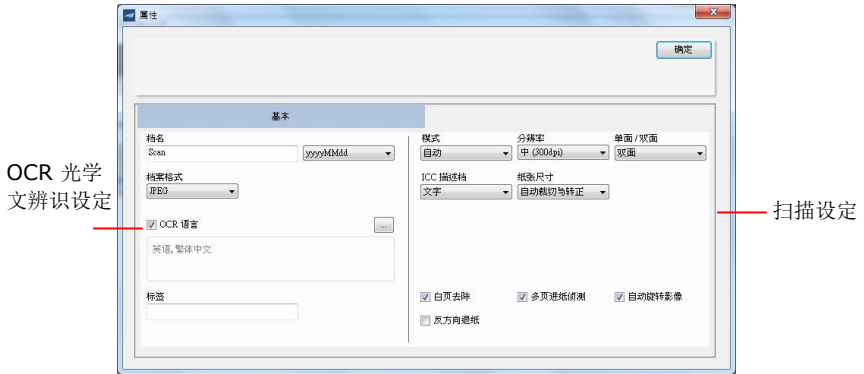 属性
确定
基本
档名
Scan
yyyyMMdd
档案格式
JPEG
OCR 语言
...
英语, 繁体中文
标签
模式
分辨率
单面 / 双面
自动
中 (300dpi)
双面
ICC 描述档
纸张尺寸
文字
自动裁切与转正
白页去除
多页进纸侦测
自动旋转影像
反方向退纸
OCR 光学
文辨识设定
扫描设定